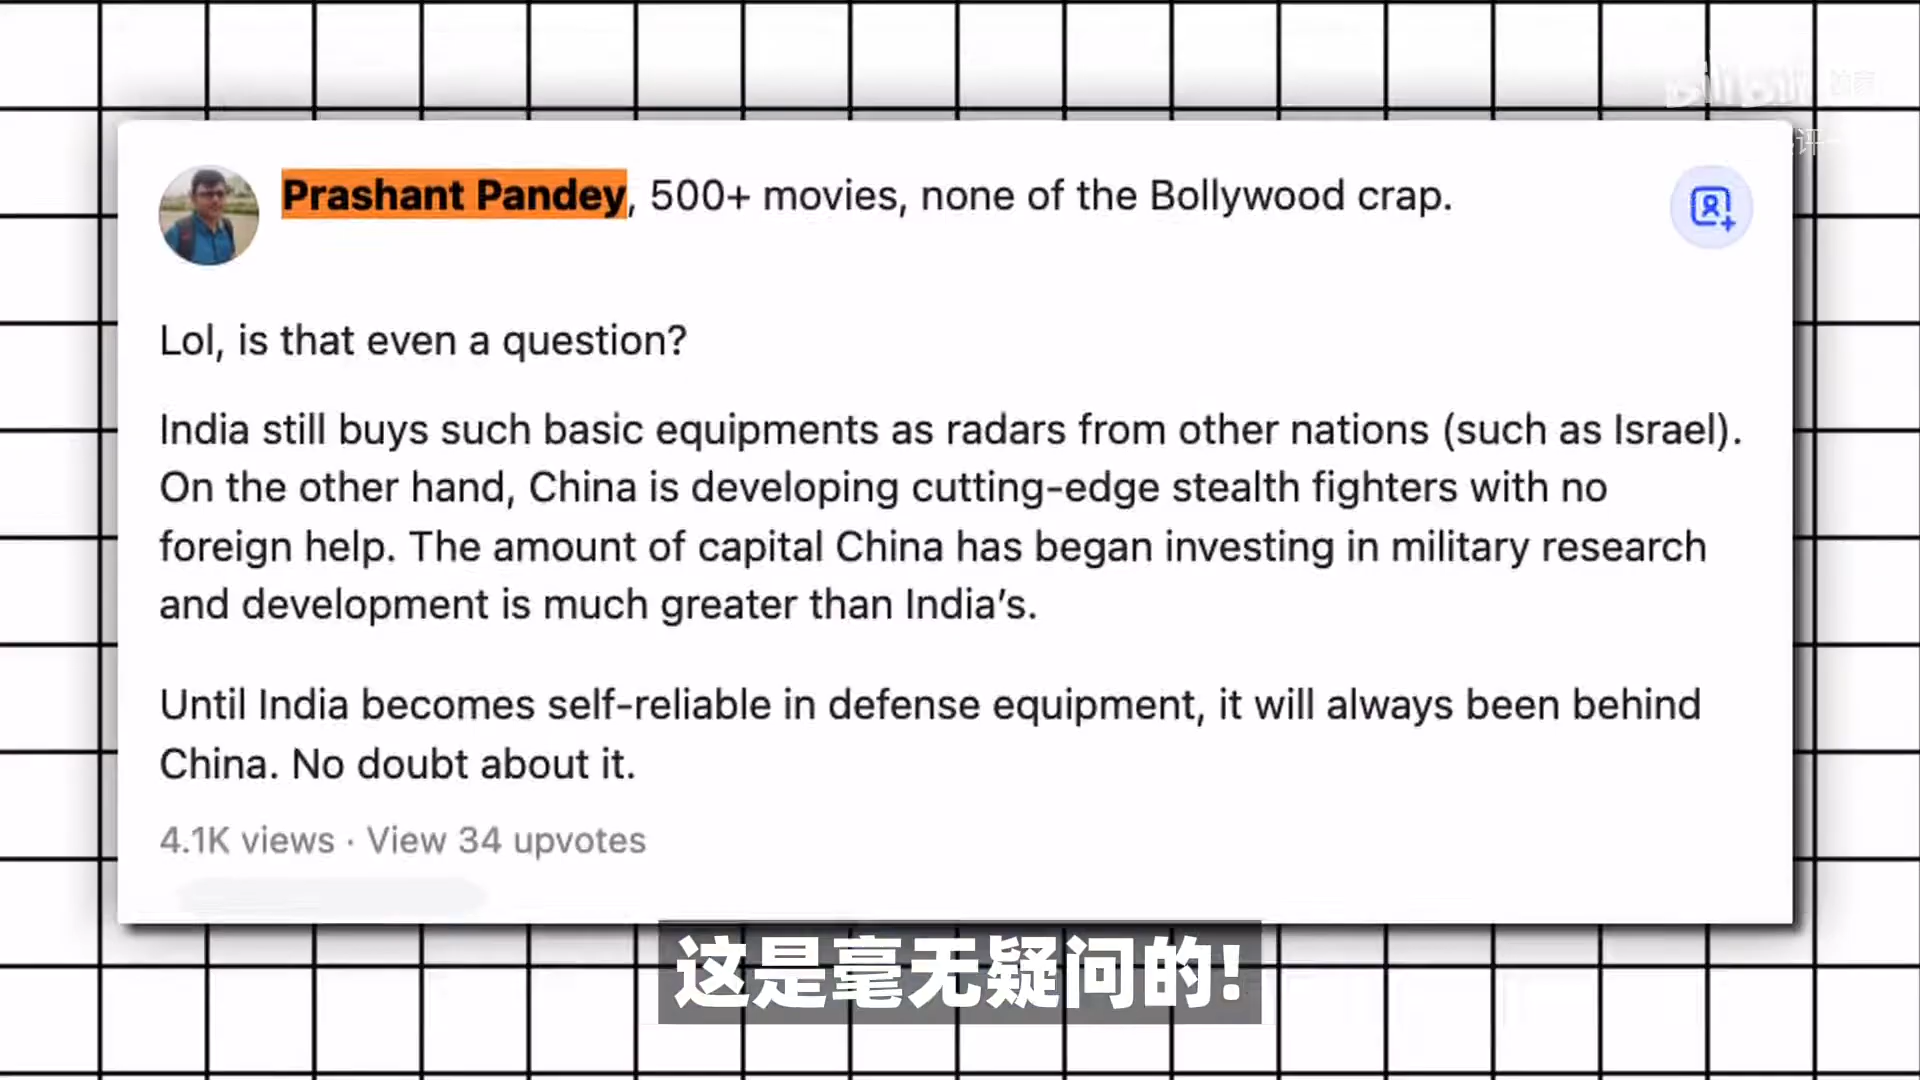 bilibili 独家
Prashant Pandey, 500+ movies, none of the Bollywood crap.
Lol, is that even a question?
India still buys such basic equipments as radars from other nations (such as Israel).
On the other hand, China is developing cutting-edge stealth fighters with no
foreign help. The amount of capital China has began investing in military research
and development is much greater than India’s.
Until India becomes self-reliable in defense equipment, it will always been behind
China. No doubt about it.
4.1K views · View 34 upvotes
这是毫无疑问的!